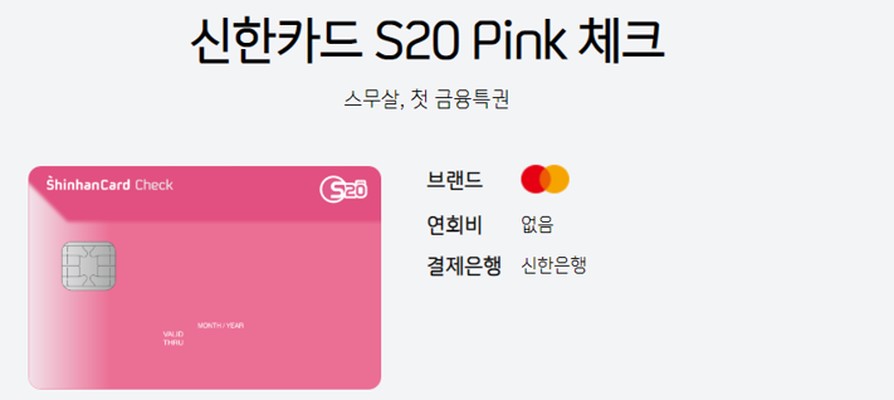 신한카드 S20 Pink 체크
스무살, 첫 금융특권
ShinhanCard Check
S20
VALID THRU
MONTH / YEAR
브랜드
연회비 없음
결제은행 신한은행